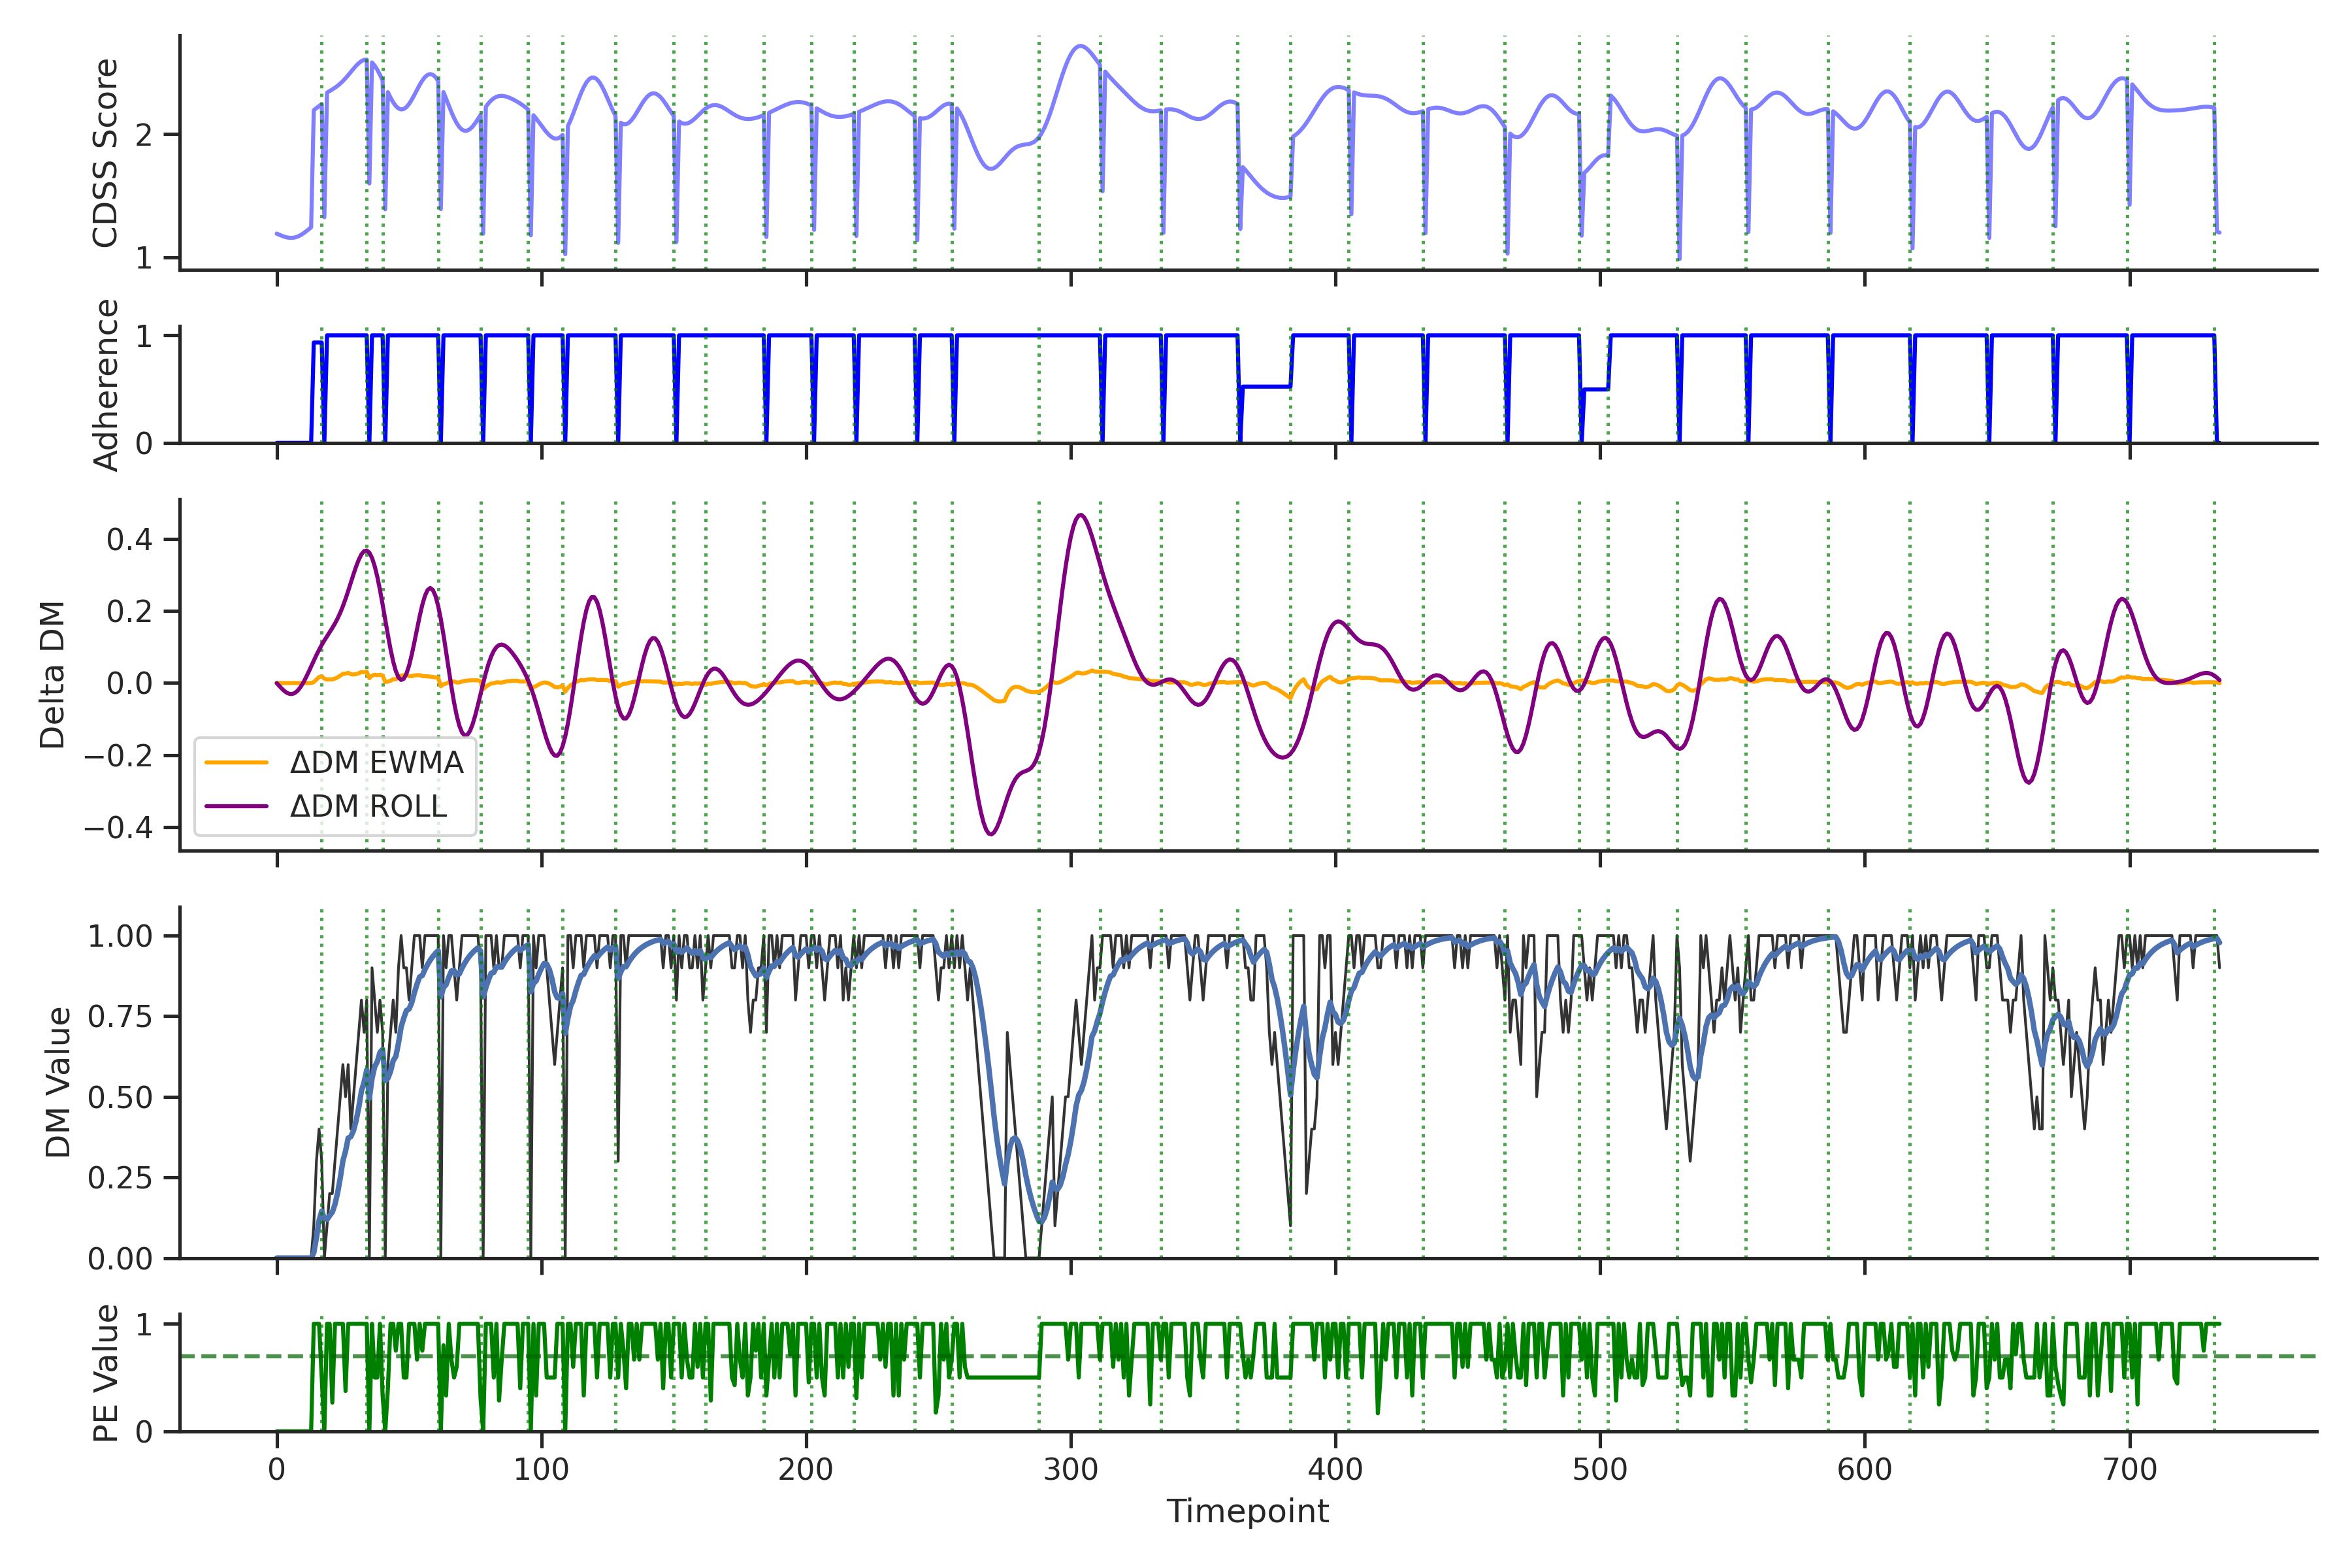 CDSS Score
2
1
Adherence
1
0
Delta DM
0.4
0.2
0.0
−0.2
−0.4
ΔDM EWMA
ΔDM ROLL
DM Value
1.00
0.75
0.50
0.25
0.00
PE Value
1
0
0 100 200 300 400 500 600 700
Timepoint